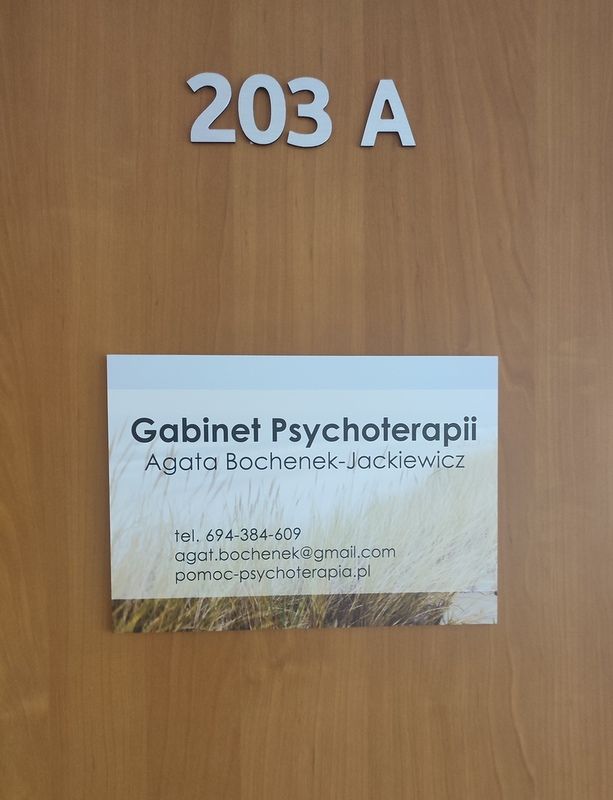 203 A
Gabinet Psychoterapii
Agata Bochenek-Jackiewicz
tel. 694-384-609
agat.bochenek@gmail.com
pomoc-psychoterapia.pl